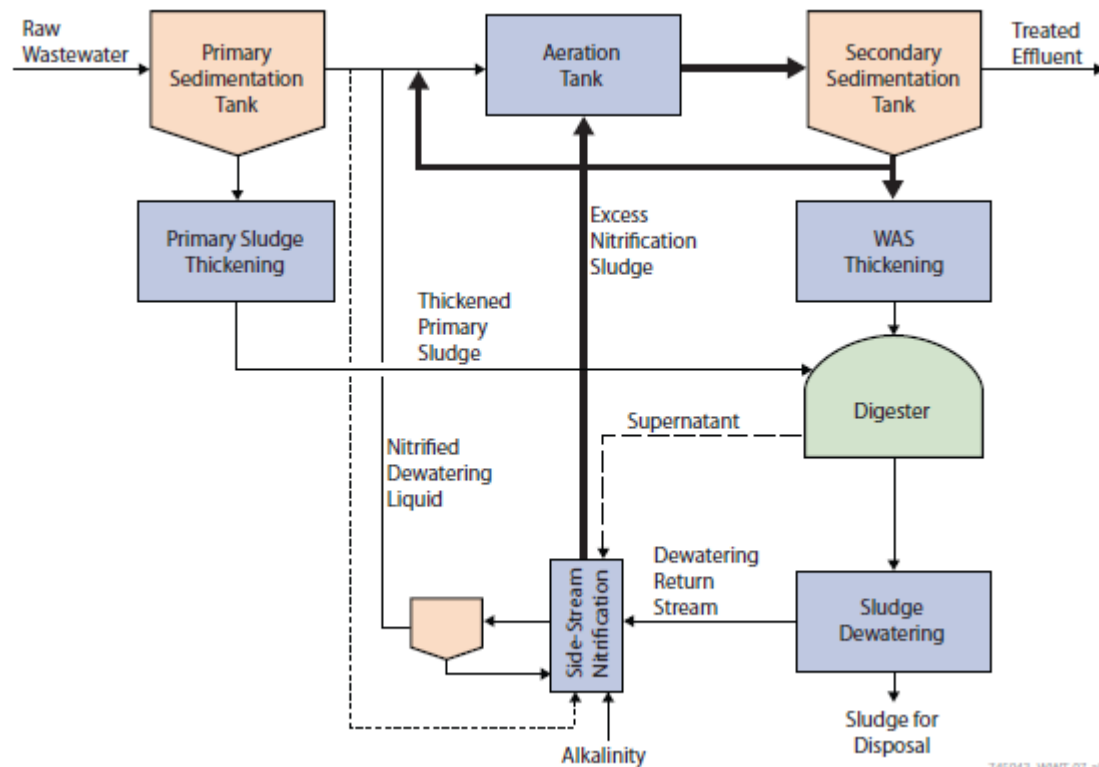 Raw
Wastewater
Primary
Sedimentation
Tank
Aeration
Tank
Secondary
Sedimentation
Tank
Treated
Effluent
Primary Sludge
Thickening
Excess
Nitrification
Sludge
WAS
Thickening
Thickened
Primary
Sludge
Digester
Supernatant
Nitrified
Dewatering
Liquid
Side-Stream
Nitrification
Dewatering
Return
Stream
Sludge
Dewatering
Alkalinity
Sludge for
Disposal